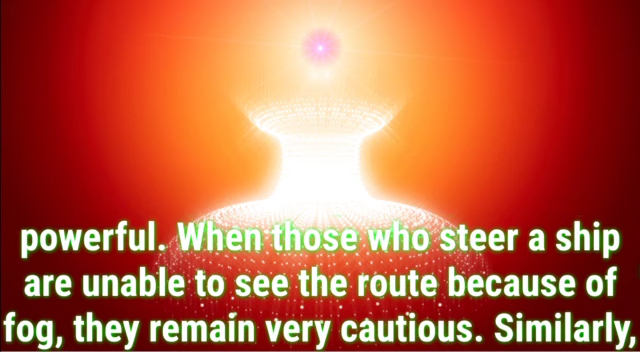 powerful. When those who steer a ship
are unable to see the route because of
fog, they remain very cautious. Similarly,